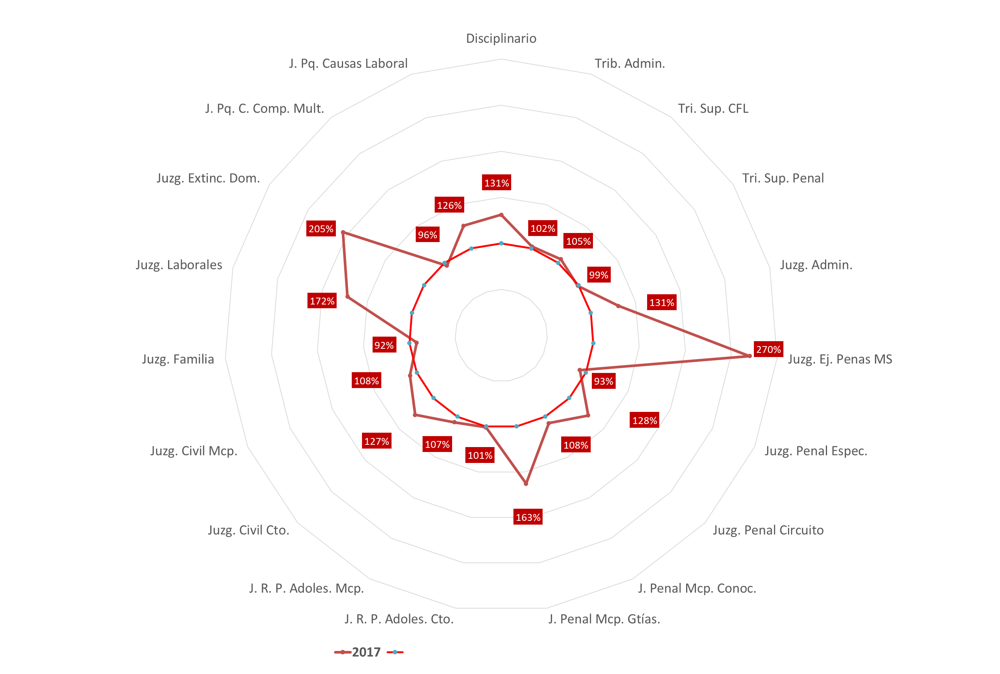 Disciplinario
J. Pq. Causas Laboral
Trib. Admin.
J. Pq. C. Comp. Mult.
Tri. Sup. CFL
Juzg. Extinc. Dom.
Tri. Sup. Penal
131%
126%
205%
96%
102%
105%
Juzg. Laborales
99%
Juzg. Admin.
172%
131%
92%
270%
Juzg. Familia
Juzg. Ej. Penas MS
108%
93%
128%
127%
107%
101%
108%
Juzg. Civil Mcp.
Juzg. Penal Espec.
163%
Juzg. Civil Cto.
Juzg. Penal Circuito
J. R. P. Adoles. Mcp.
J. Penal Mcp. Conoc.
J. R. P. Adoles. Cto.
J. Penal Mcp. Gtías.
2017